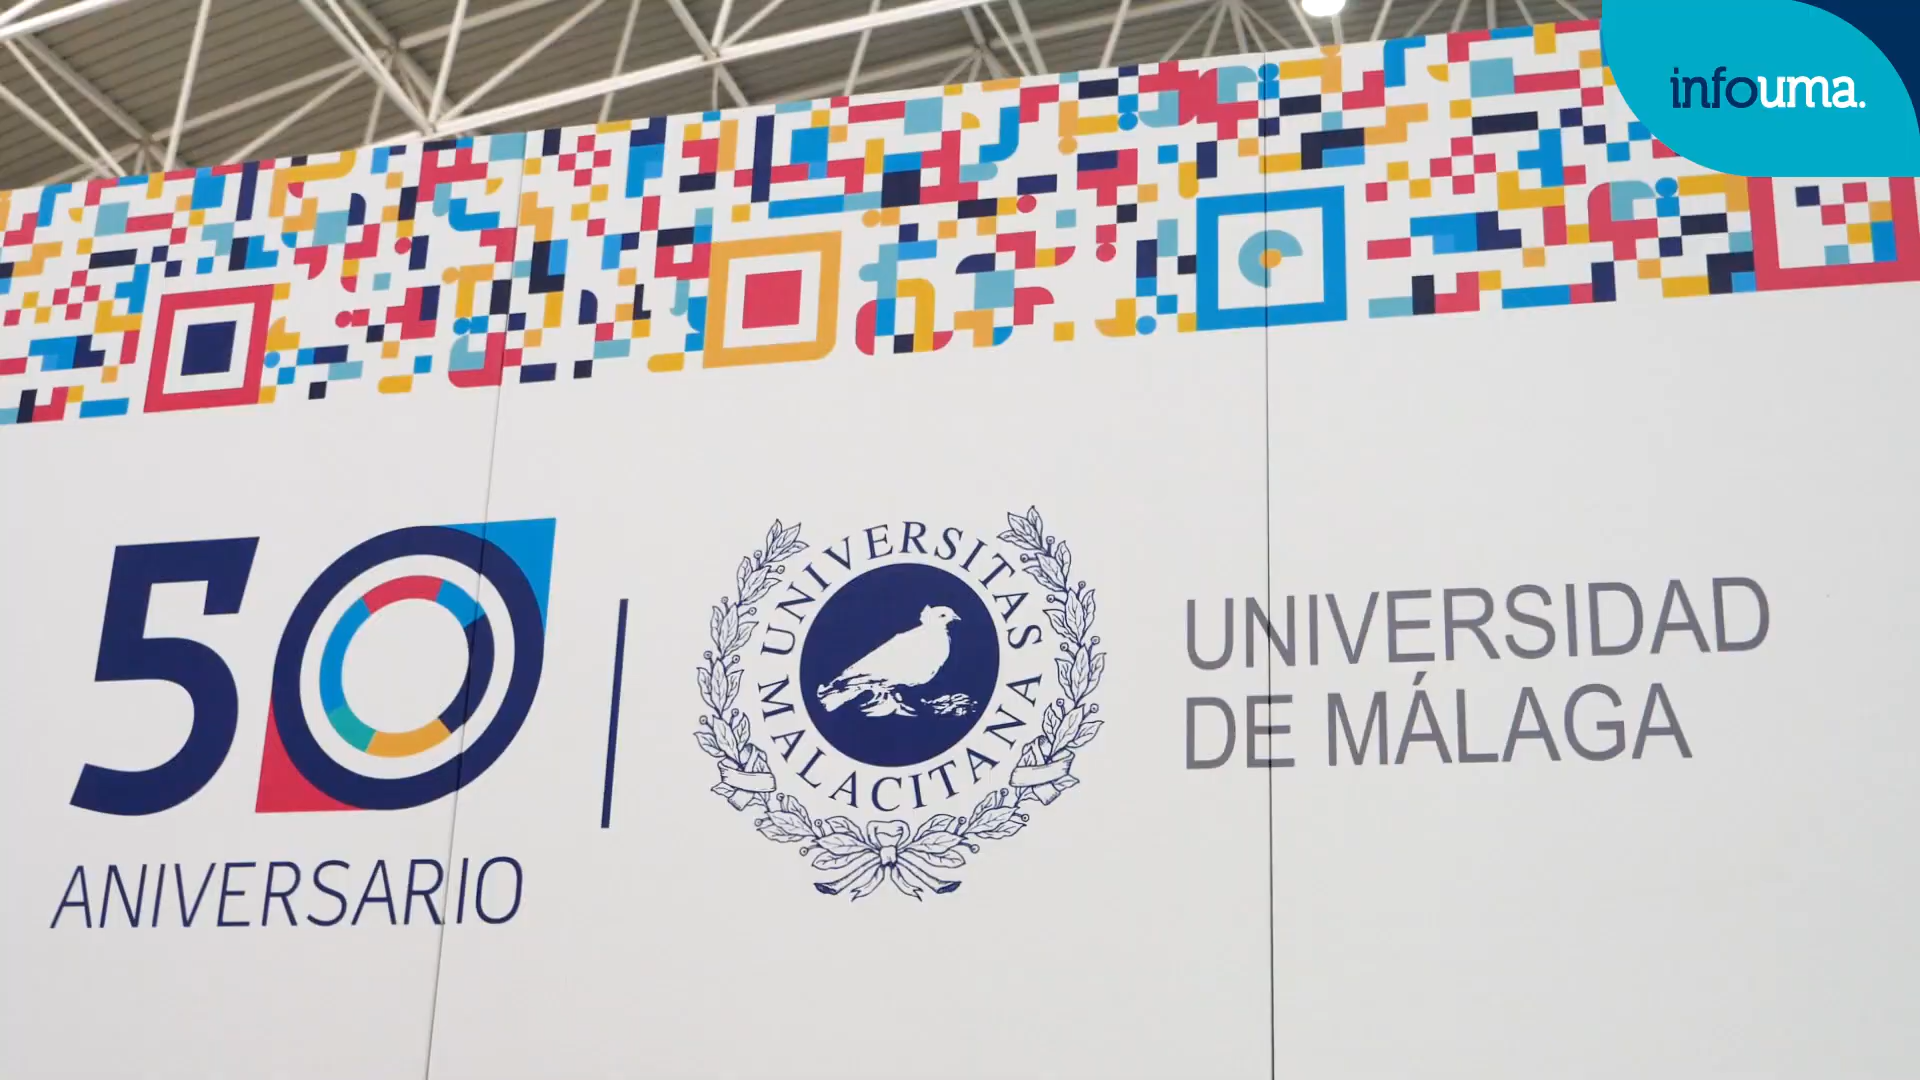 infouma.
50
ANIVERSARIO
UNIVERSITAS
MALACITANA
UNIVERSIDAD
DE MÁLAGA